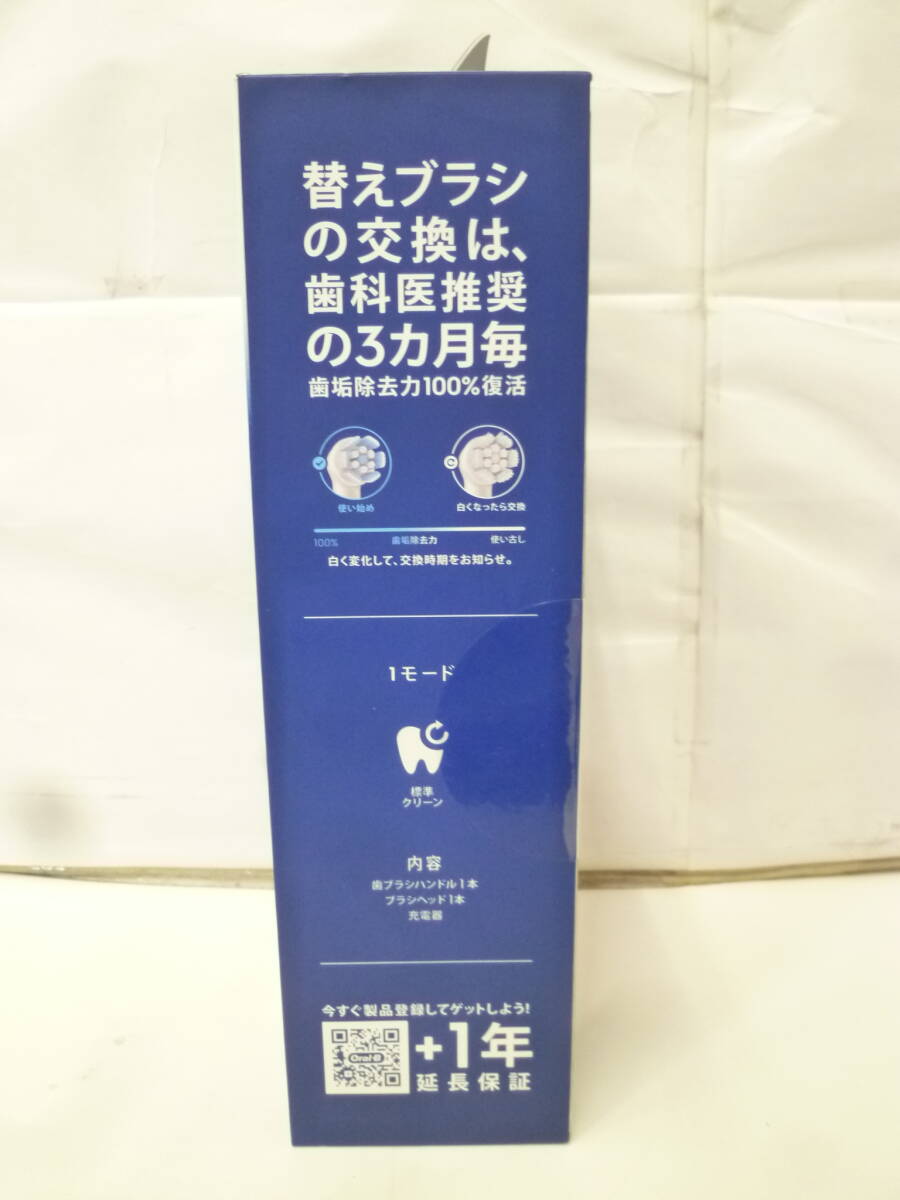 替えブラシ
の交換は、
歯科医推奨
の3カ月毎
歯垢除去力100%復活
使い始め
白くなったら交換
100%
歯垢除去力
使い古し
白く変化して、交換時期をお知らせ。
1モード
標準
クリーン
内容
歯ブラシハンドル1本
ブラシヘッド1本
充電器
今すぐ製品登録してゲットしよう!
Oral-B
+1年
延長保証